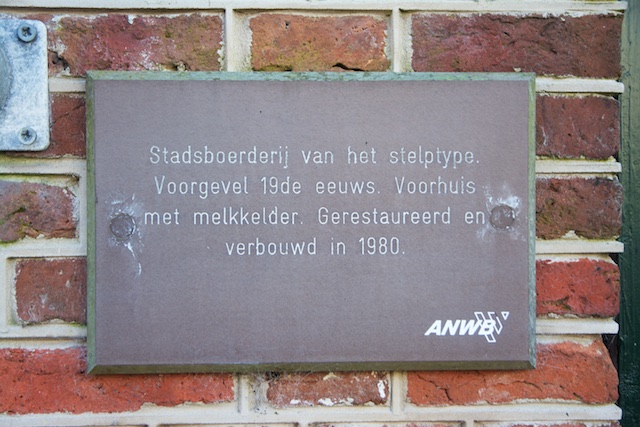 Stadsboerderij van het stelptype.
Voorgevel 19de eeuws. Voorhuis
met melkkelder. Gerestaureerd en
verbouwd in 1980.
ANWB